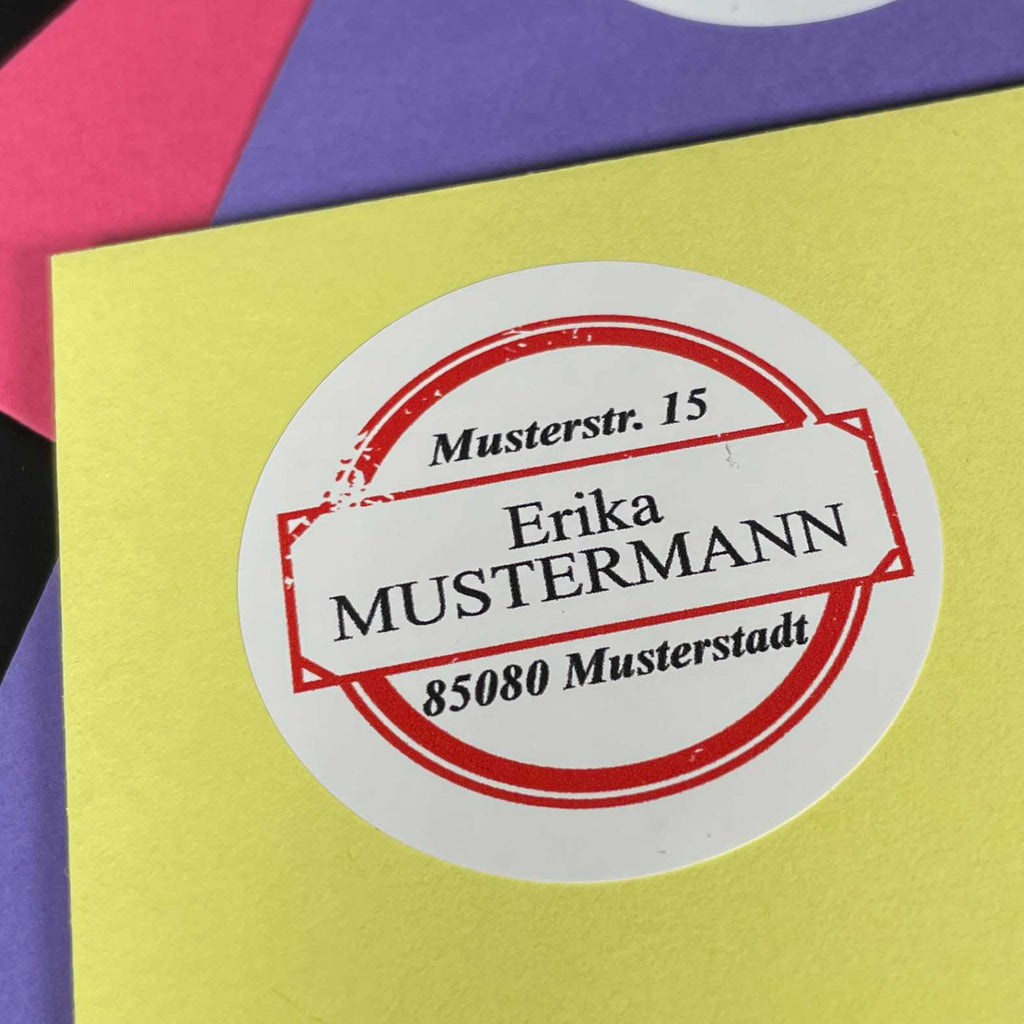 Musterstr. 15
Erika
MUSTERMANN
85080 Musterstadt